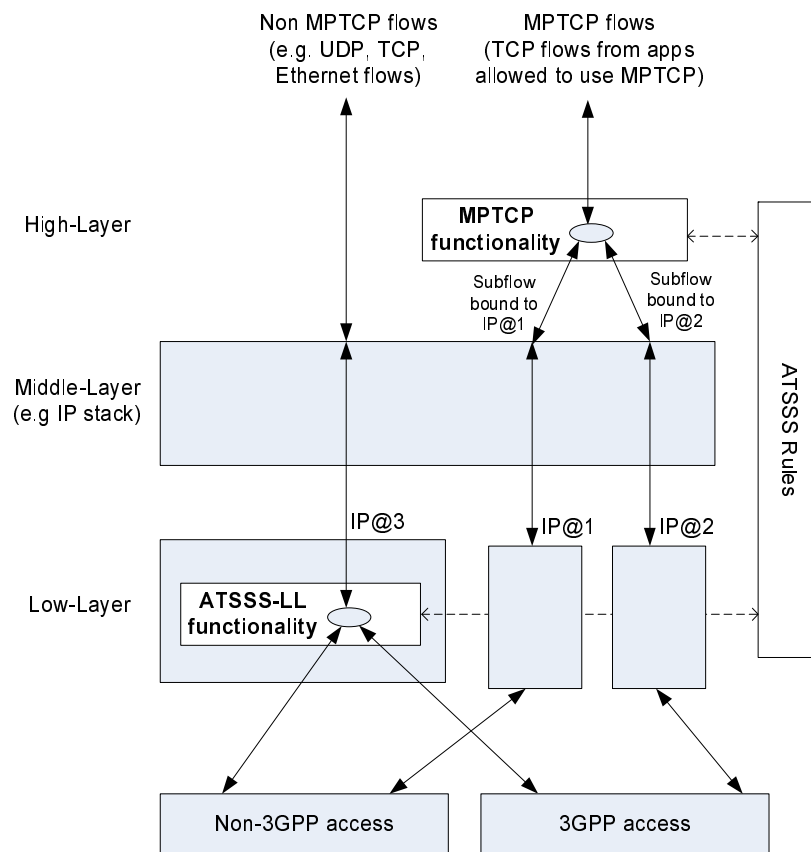 Non MPTCP flows
(e.g. UDP, TCP,
Ethernet flows)
MPTCP flows
(TCP flows from apps
allowed to use MPTCP)
High-Layer
MPTCP
functionality
Subflow
bound to
IP@1
Subflow
bound to
IP@2
Middle-Layer
(e.g IP stack)
ATSSS Rules
IP@3
IP@1
IP@2
Low-Layer
ATSSS-LL
functionality
Non-3GPP access
3GPP access